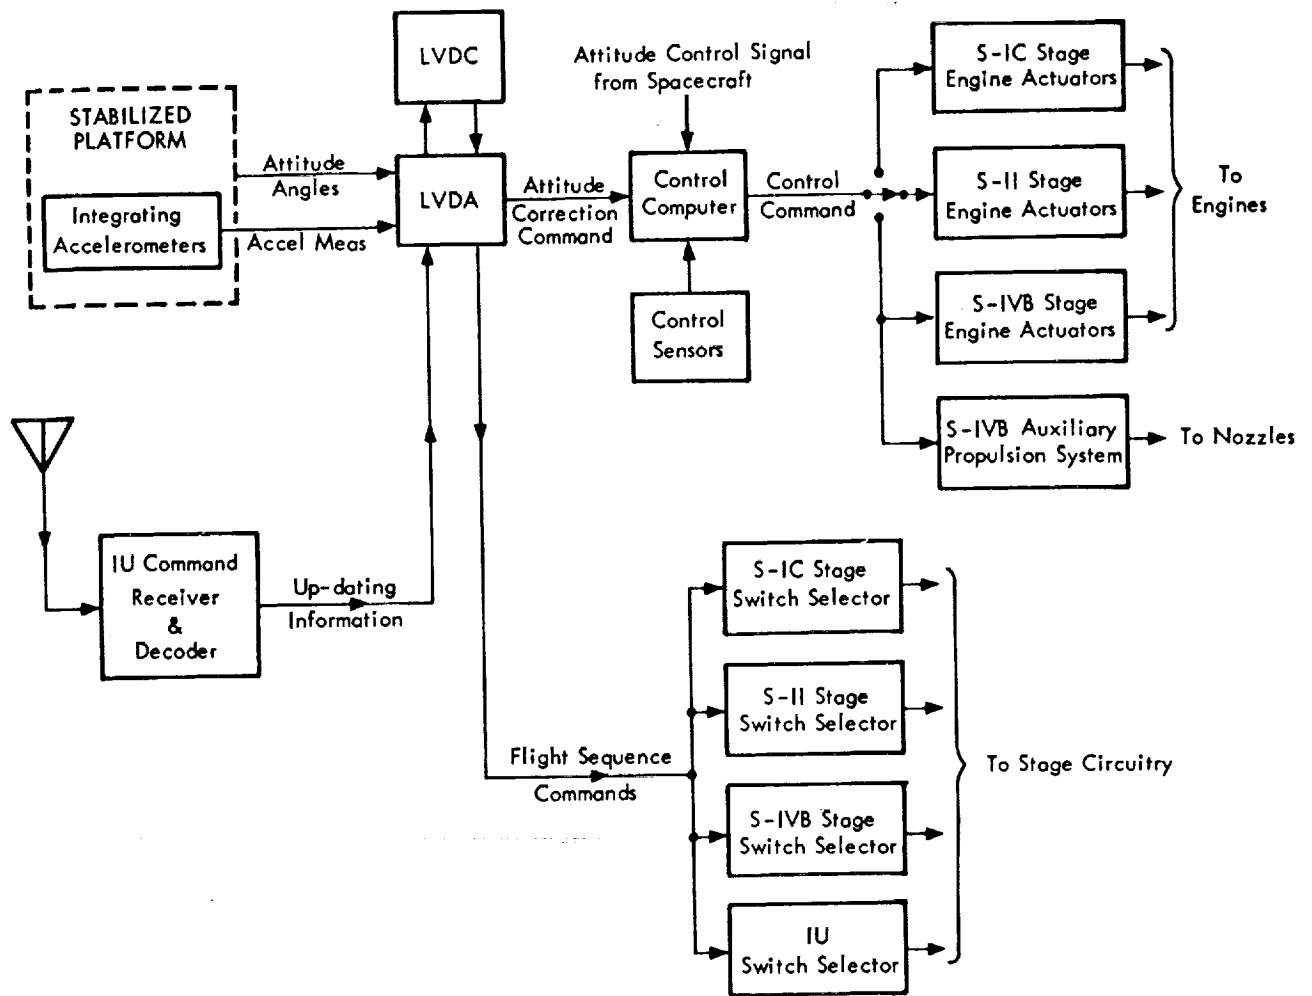 LVDC
Attitude Control Signal
from Spacecraft
S-IC Stage
Engine Actuators
STABILIZED
PLATFORM
Integrating
Accelerometers
Attitude
Angles
Accel Meas
LVDA
Attitude
Correction
Command
Control
Computer
Control
Command
S-II Stage
Engine Actuators
To
Engines
Control
Sensors
S-IVB Stage
Engine Actuators
S-IVB Auxiliary
Propulsion System
To Nozzles
IU Command
Receiver
&
Decoder
Up-dating
Information
Flight Sequence
Commands
S-IC Stage
Switch Selector
S-II Stage
Switch Selector
S-IVB Stage
Switch Selector
IU
Switch Selector
To Stage Circuitry